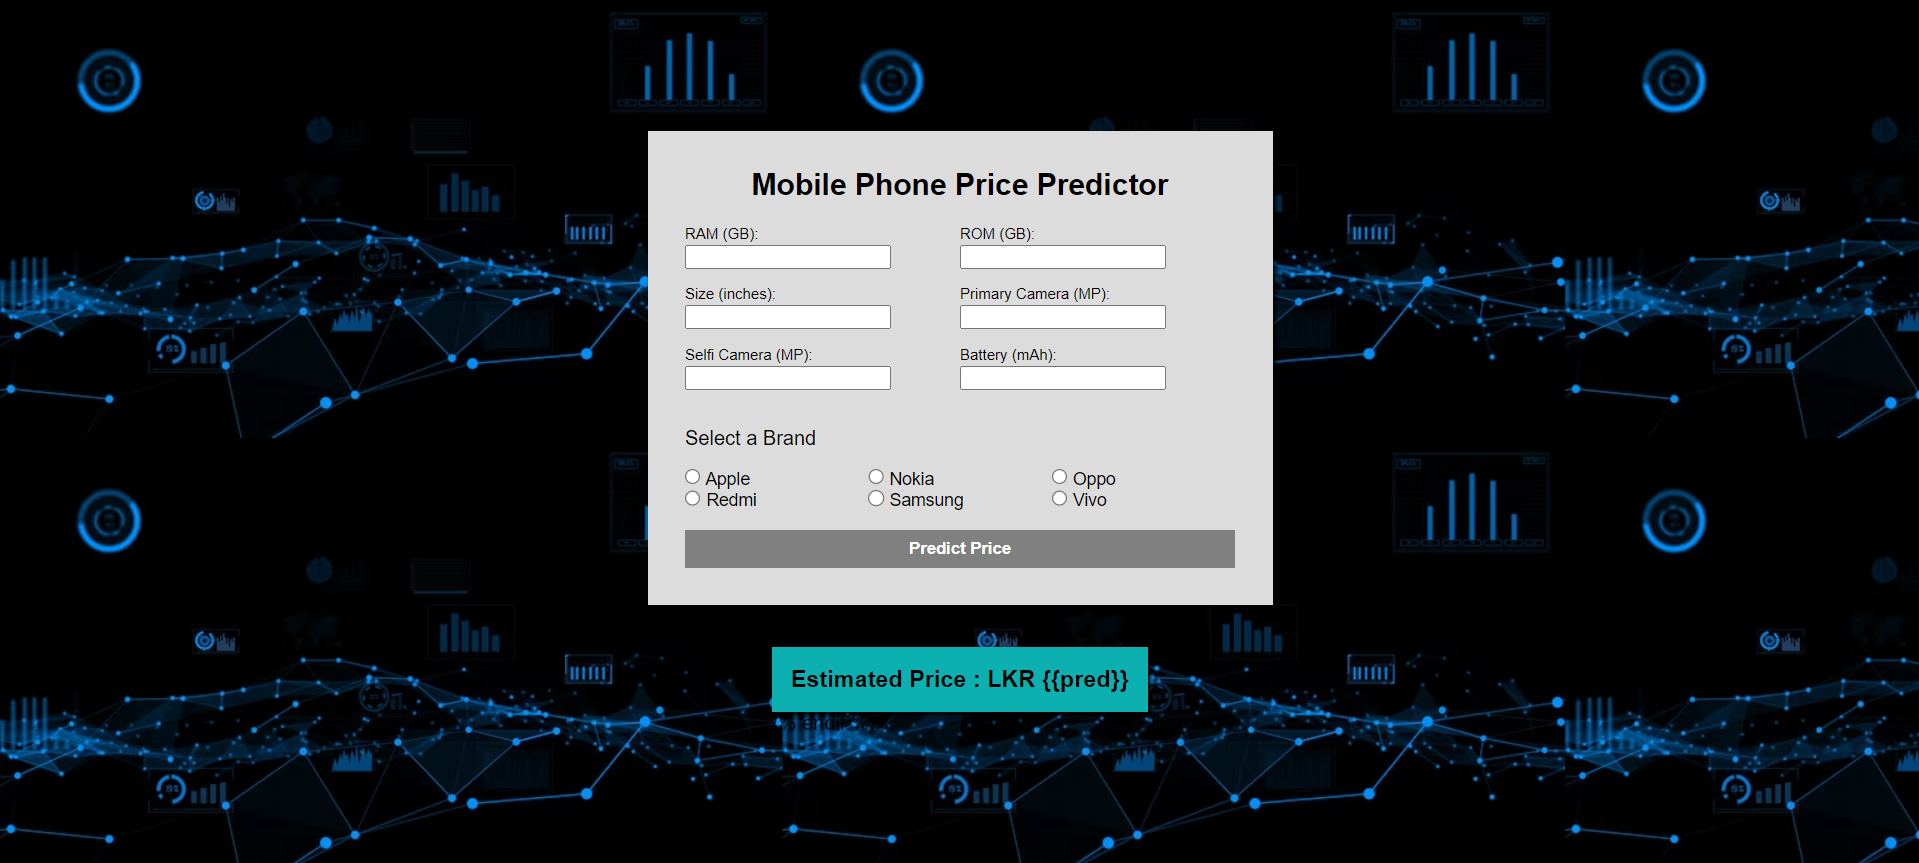 Mobile Phone Price Predictor
RAM (GB): ROM (GB):
Size (inches): Primary Camera (MP):
Selfi Camera (MP): Battery (mAh):
Select a Brand
Apple Nokia Oppo
Redmi Samsung Vivo
Predict Price
Estimated Price : LKR {{pred}}
{% endif %}